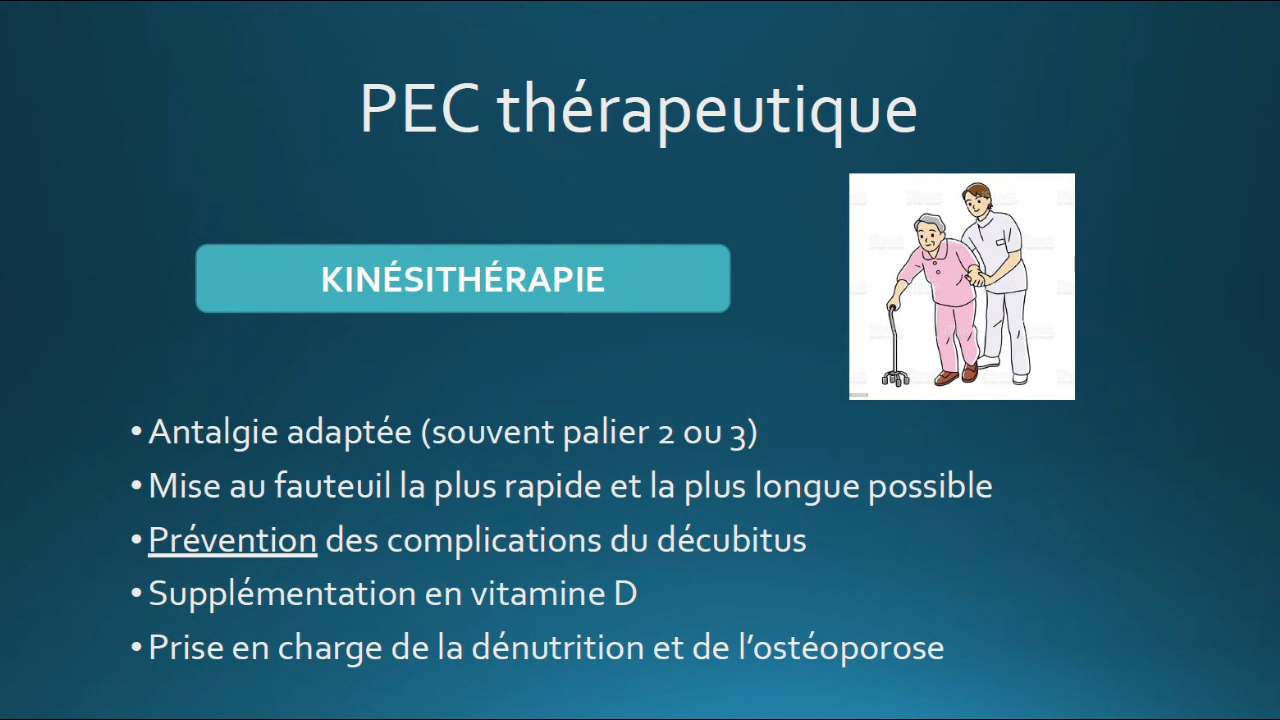 PEC thérapeutique
KINÉSITHÉRAPIE
• Antalgie adaptée (souvent palier 2 ou 3)
• Mise au fauteuil la plus rapide et la plus longue possible
• Prévention des complications du décubitus
• Supplémentation en vitamine D
• Prise en charge de la dénutrition et de l’ostéoporose